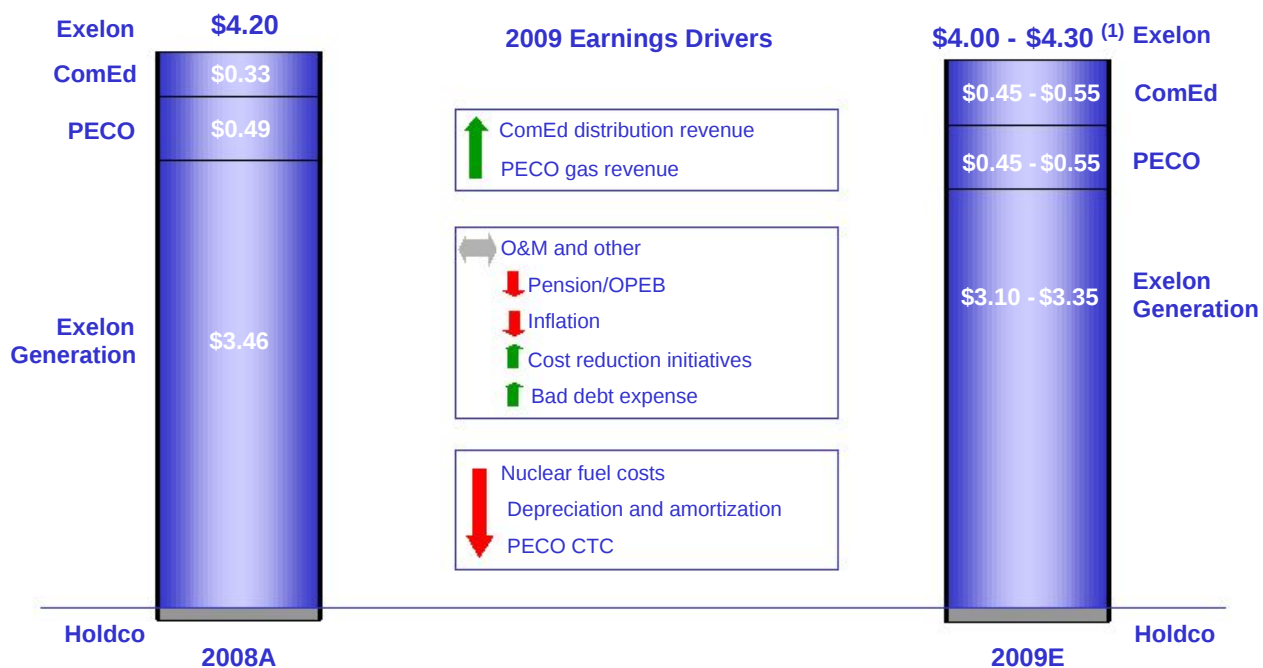 Exelon
$4.20
ComEd
$0.33
PECO
$0.49
Exelon
Generation
$3.46
Holdco
2008A
2009 Earnings Drivers
ComEd distribution revenue
PECO gas revenue
O&M and other
Pension/OPEB
Inflation
Cost reduction initiatives
Bad debt expense
Nuclear fuel costs
Depreciation and amortization
PECO CTC
$4.00 - $4.30 (1) Exelon
$0.45 - $0.55
ComEd
$0.45 - $0.55
PECO
$3.10 - $3.35
Exelon
Generation
Holdco
2009E